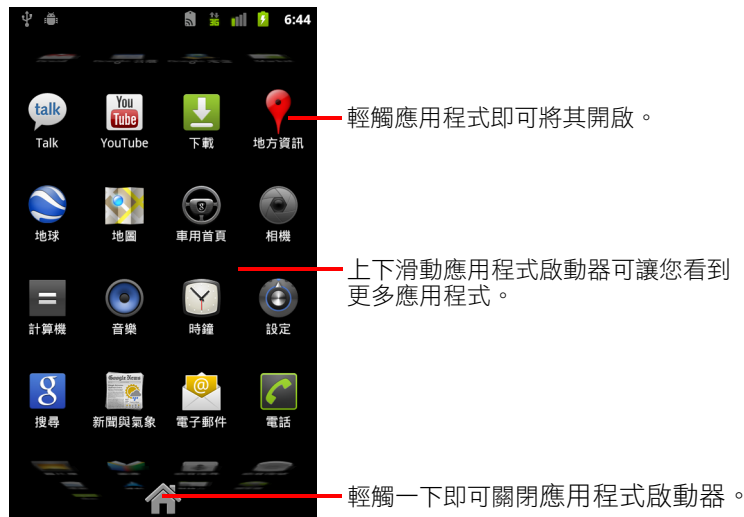 3G 6:44
talk You Tube
Talk YouTube 下載 地方資訊
輕觸應用程式即可將其開啟。
地球 地圖 車用首頁 相機
上下滑動應用程式啟動器可讓您看到
更多應用程式。
計算機 音樂 時鐘 設定
Google News
搜尋 新聞與氣象 電子郵件 電話
輕觸一下即可關閉應用程式啟動器。